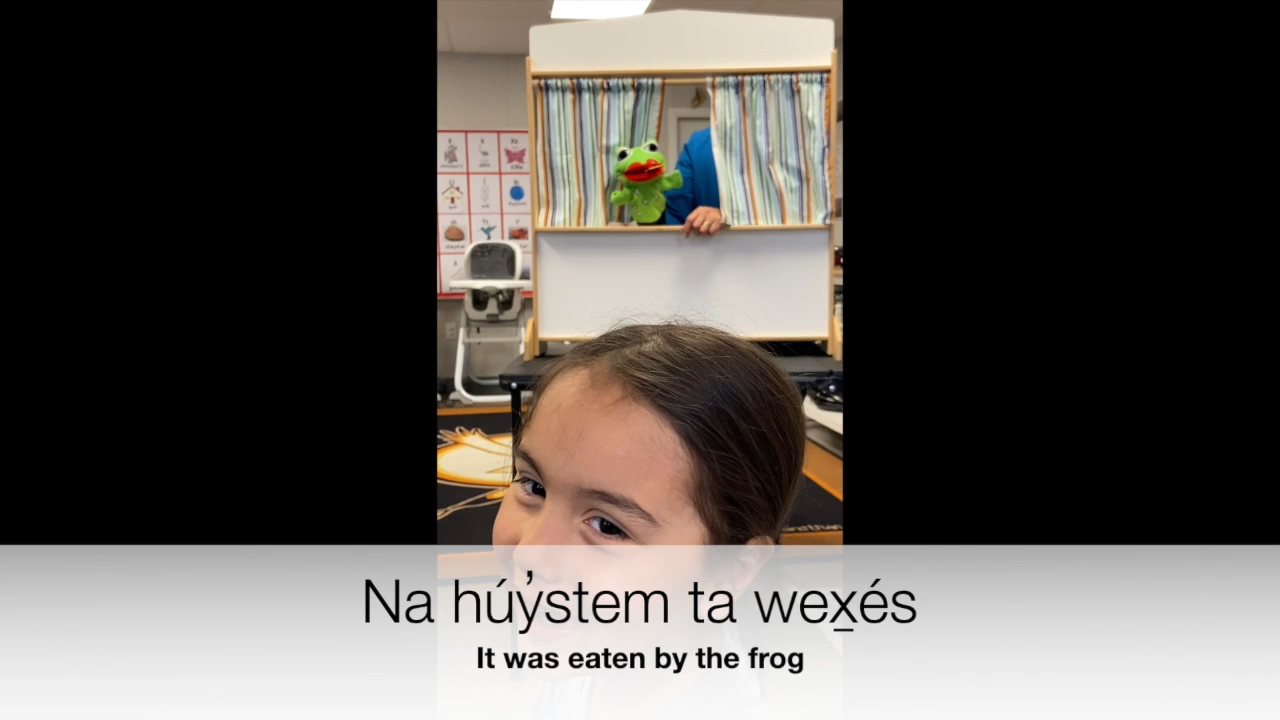 Na húy̓stem ta wex̱és
It was eaten by the frog